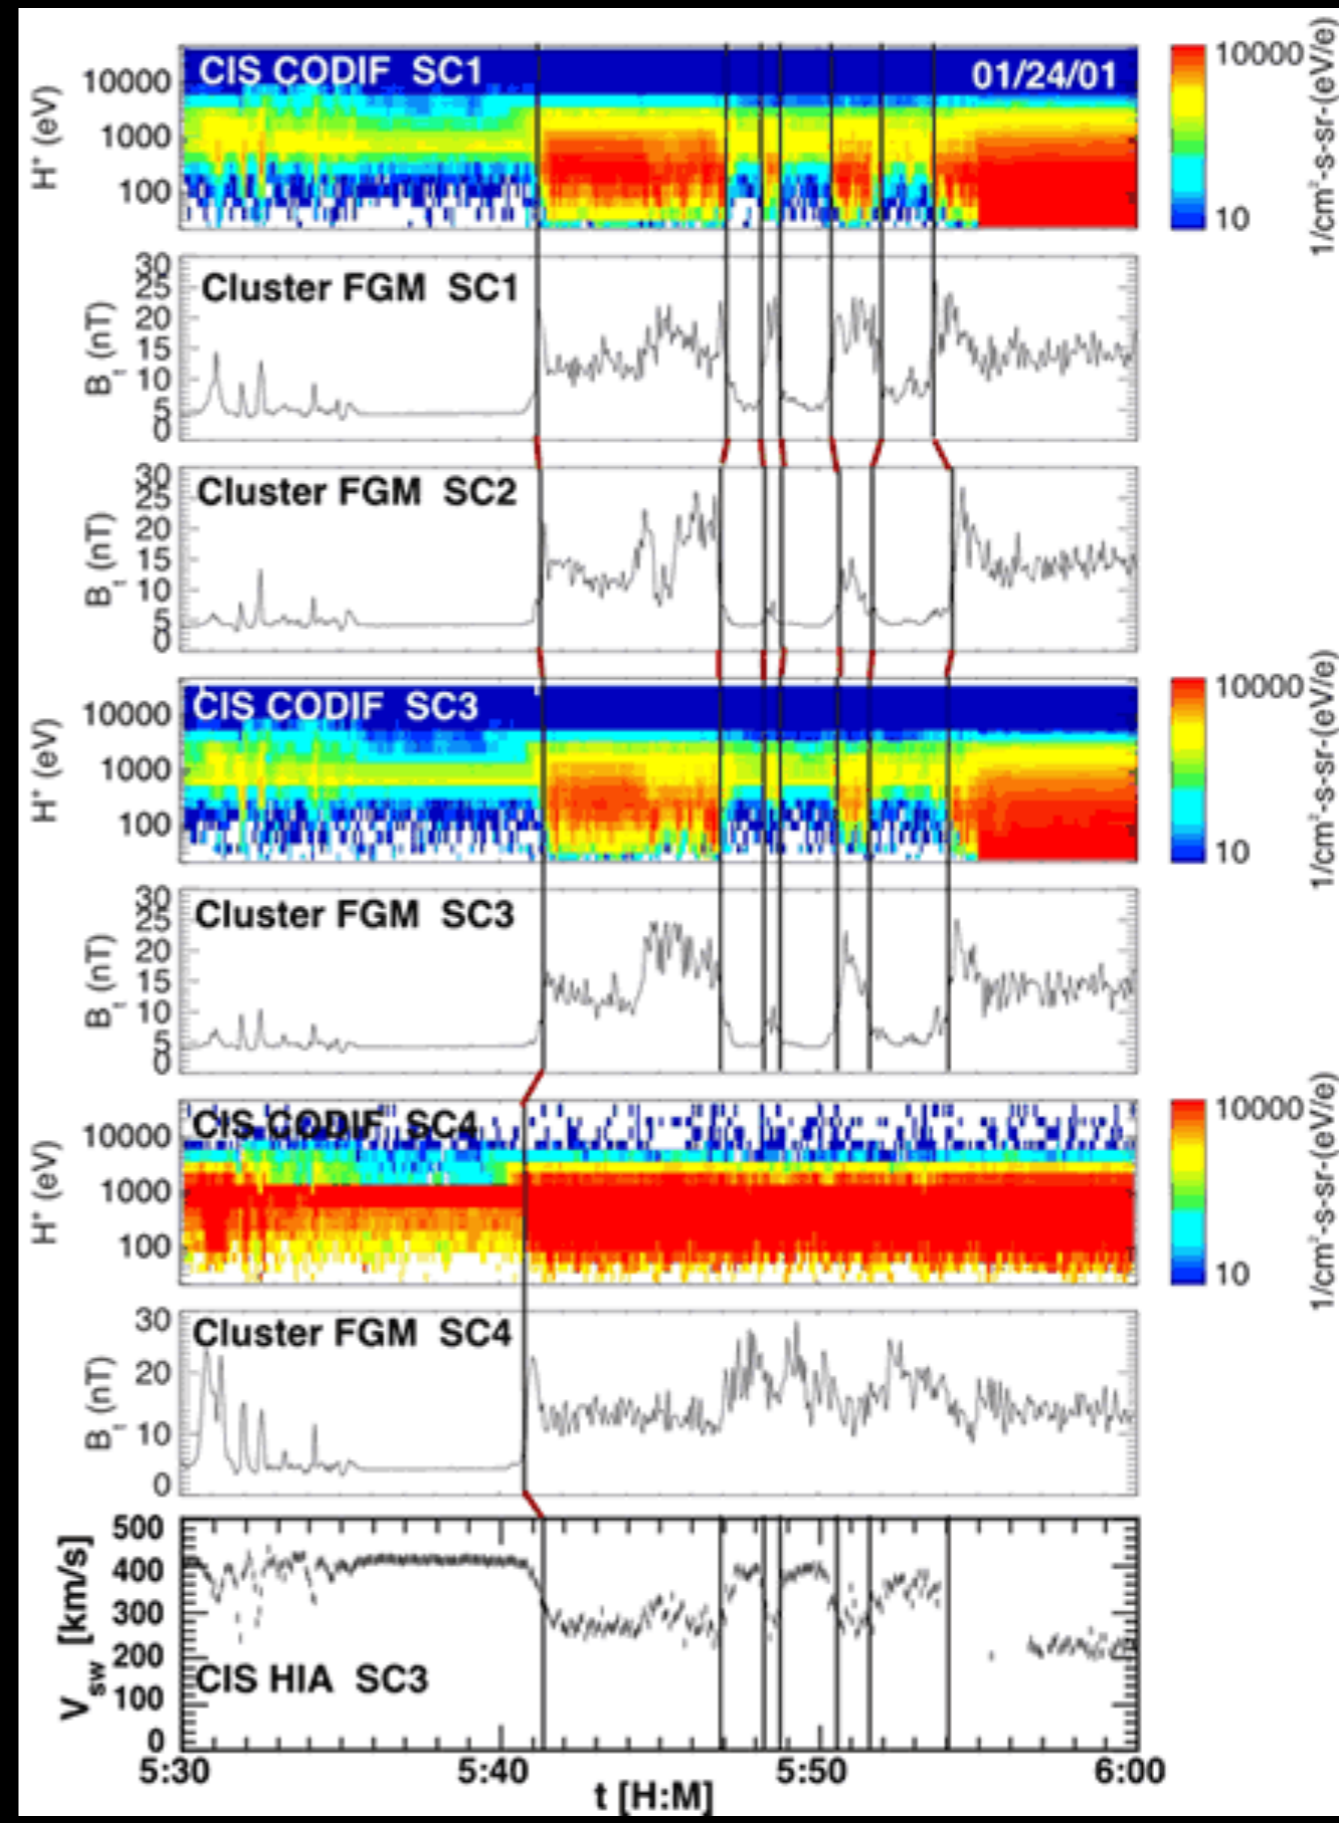 CIS CODIF SC1
01/24/01
H⁺ (eV)
10000
1000
100
10000
10
1/cm²-s-sr-(eV/e)
Cluster FGM SC1
B (nT)
30
25
20
15
10
5
0
Cluster FGM SC2
B (nT)
30
25
20
15
10
5
0
CIS CODIF SC3
H⁺ (eV)
10000
1000
100
10000
10
1/cm²-s-sr-(eV/e)
Cluster FGM SC3
B (nT)
30
25
20
15
10
5
0
CIS CODIF SC4
H⁺ (eV)
10000
1000
100
10000
10
1/cm²-s-sr-(eV/e)
Cluster FGM SC4
B (nT)
30
20
10
0
CIS HIA SC3
V_sw [km/s]
500
400
300
200
100
0
5:30 5:40 5:50 6:00
t [H:M]